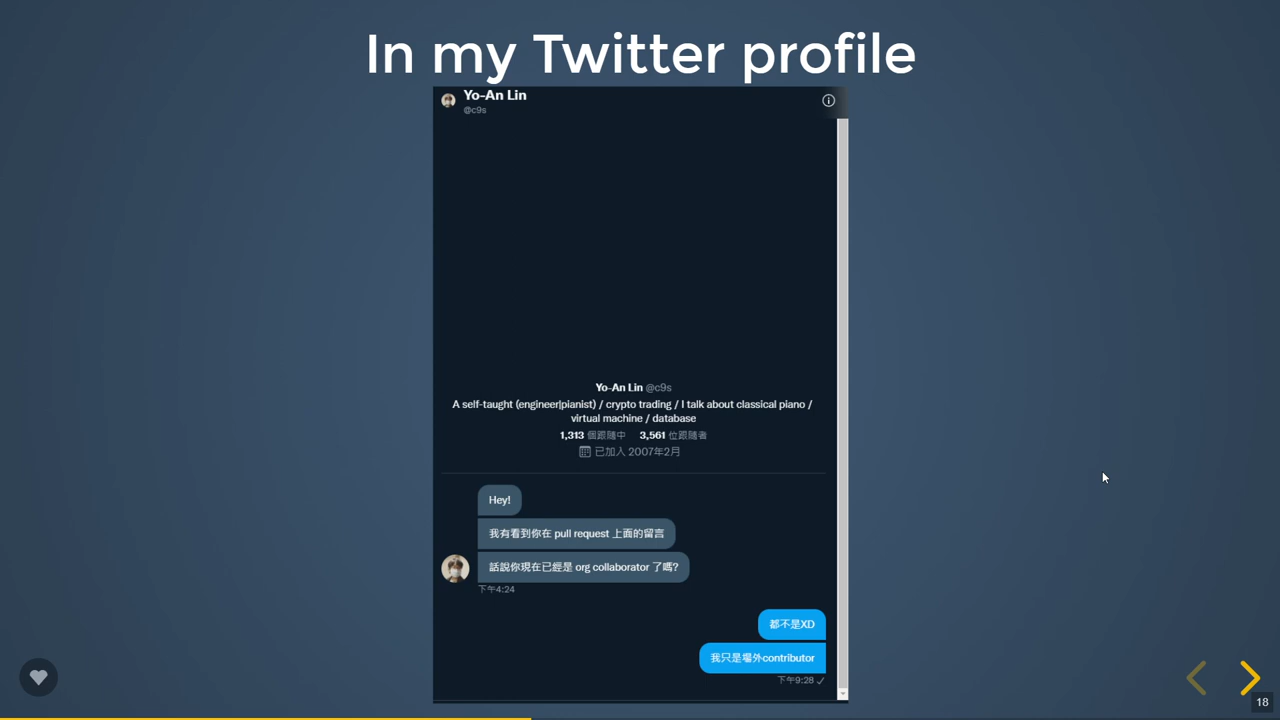 In my Twitter profile
Yo-An Lin
@c9s
Yo-An Lin @c9s
A self-taught (engineer|pianist) / crypto trading / I talk about classical piano /
virtual machine / database
1,313 個跟隨中 3,561 位跟隨者
已加入 2007年2月
Hey!
我有看到你在 pull request 上面的留言
話說你現在已經是 org collaborator 了嗎?
下午4:24
都不是XD
我只是場外contributor
下午9:28
18